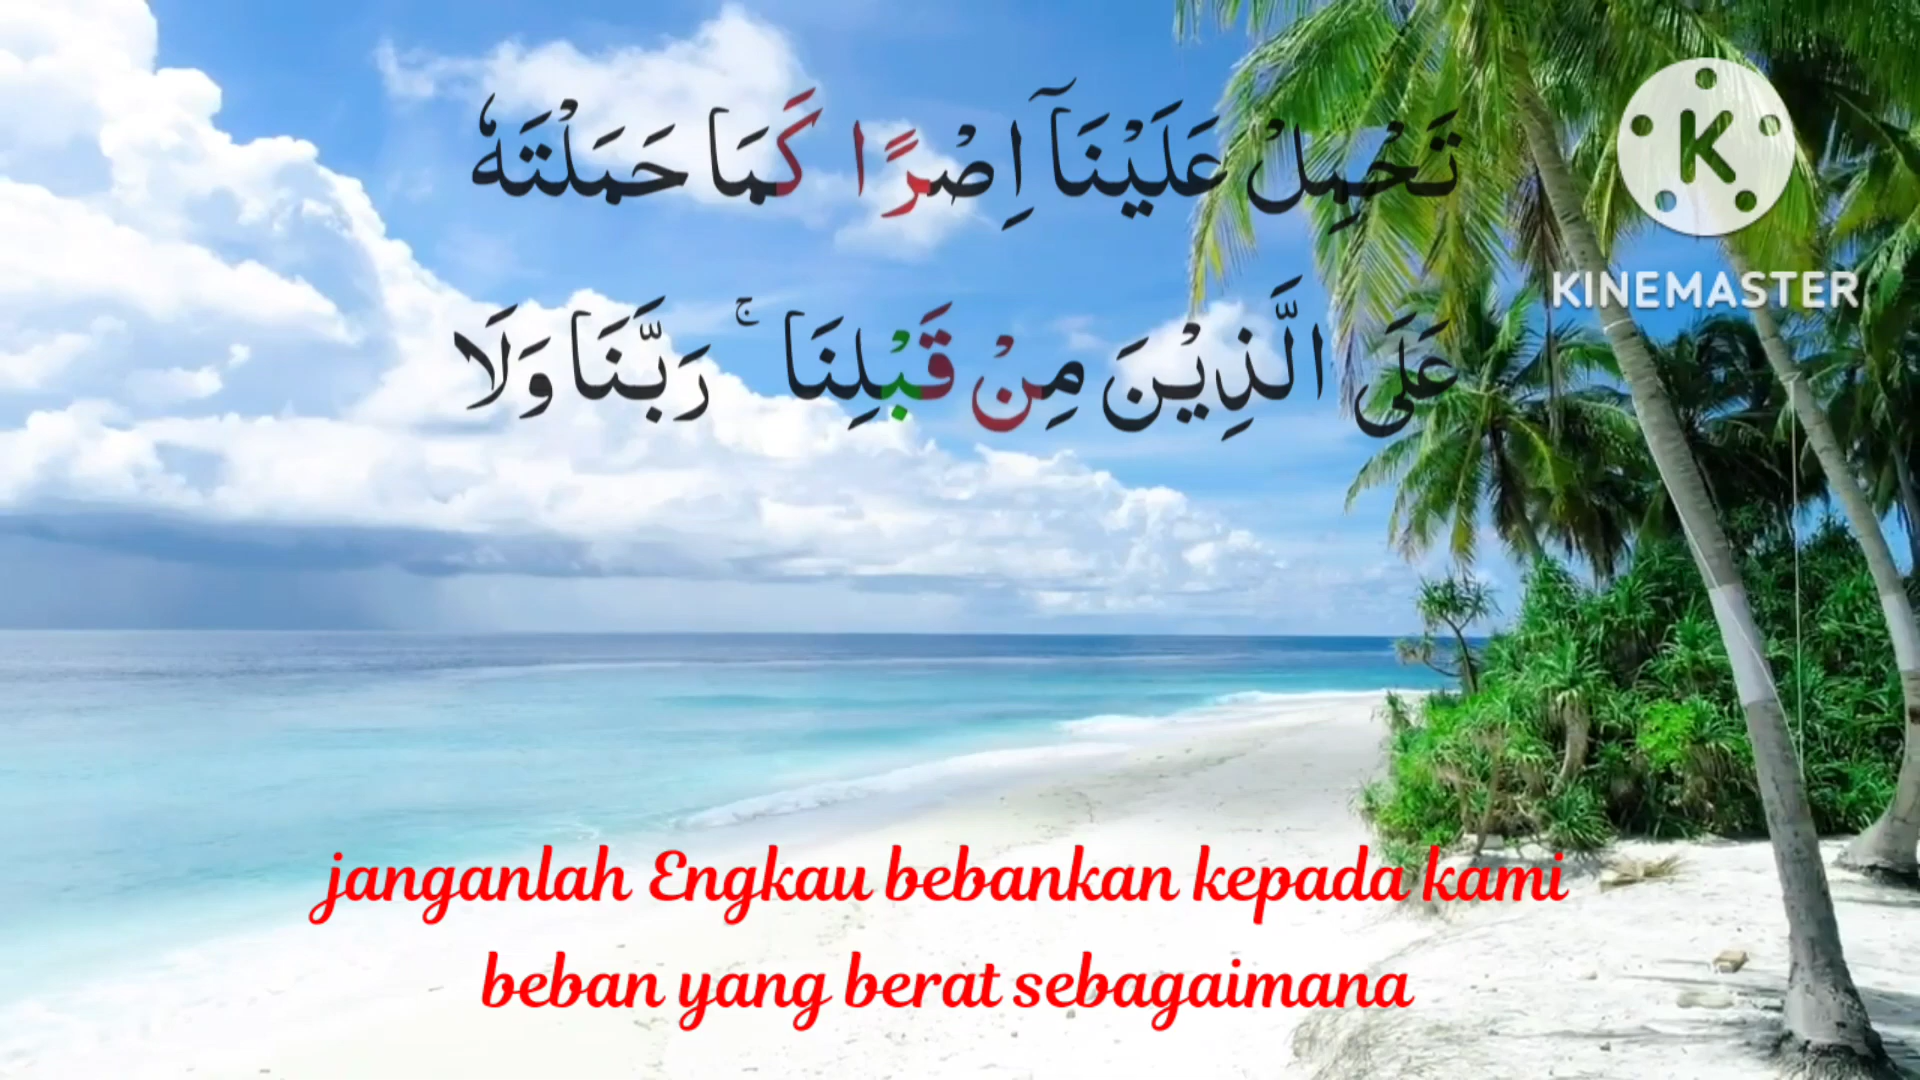 تَحْمِلْ عَلَيْنَآ اِصْرًا كَمَا حَمَلْتَهٗ
عَلَى الَّذِيْنَ مِنْ قَبْلِنَا ۚ رَبَّنَا وَلَا
KINEMASTER
janganlah Engkau bebankan kepada kami
beban yang berat sebagaimana